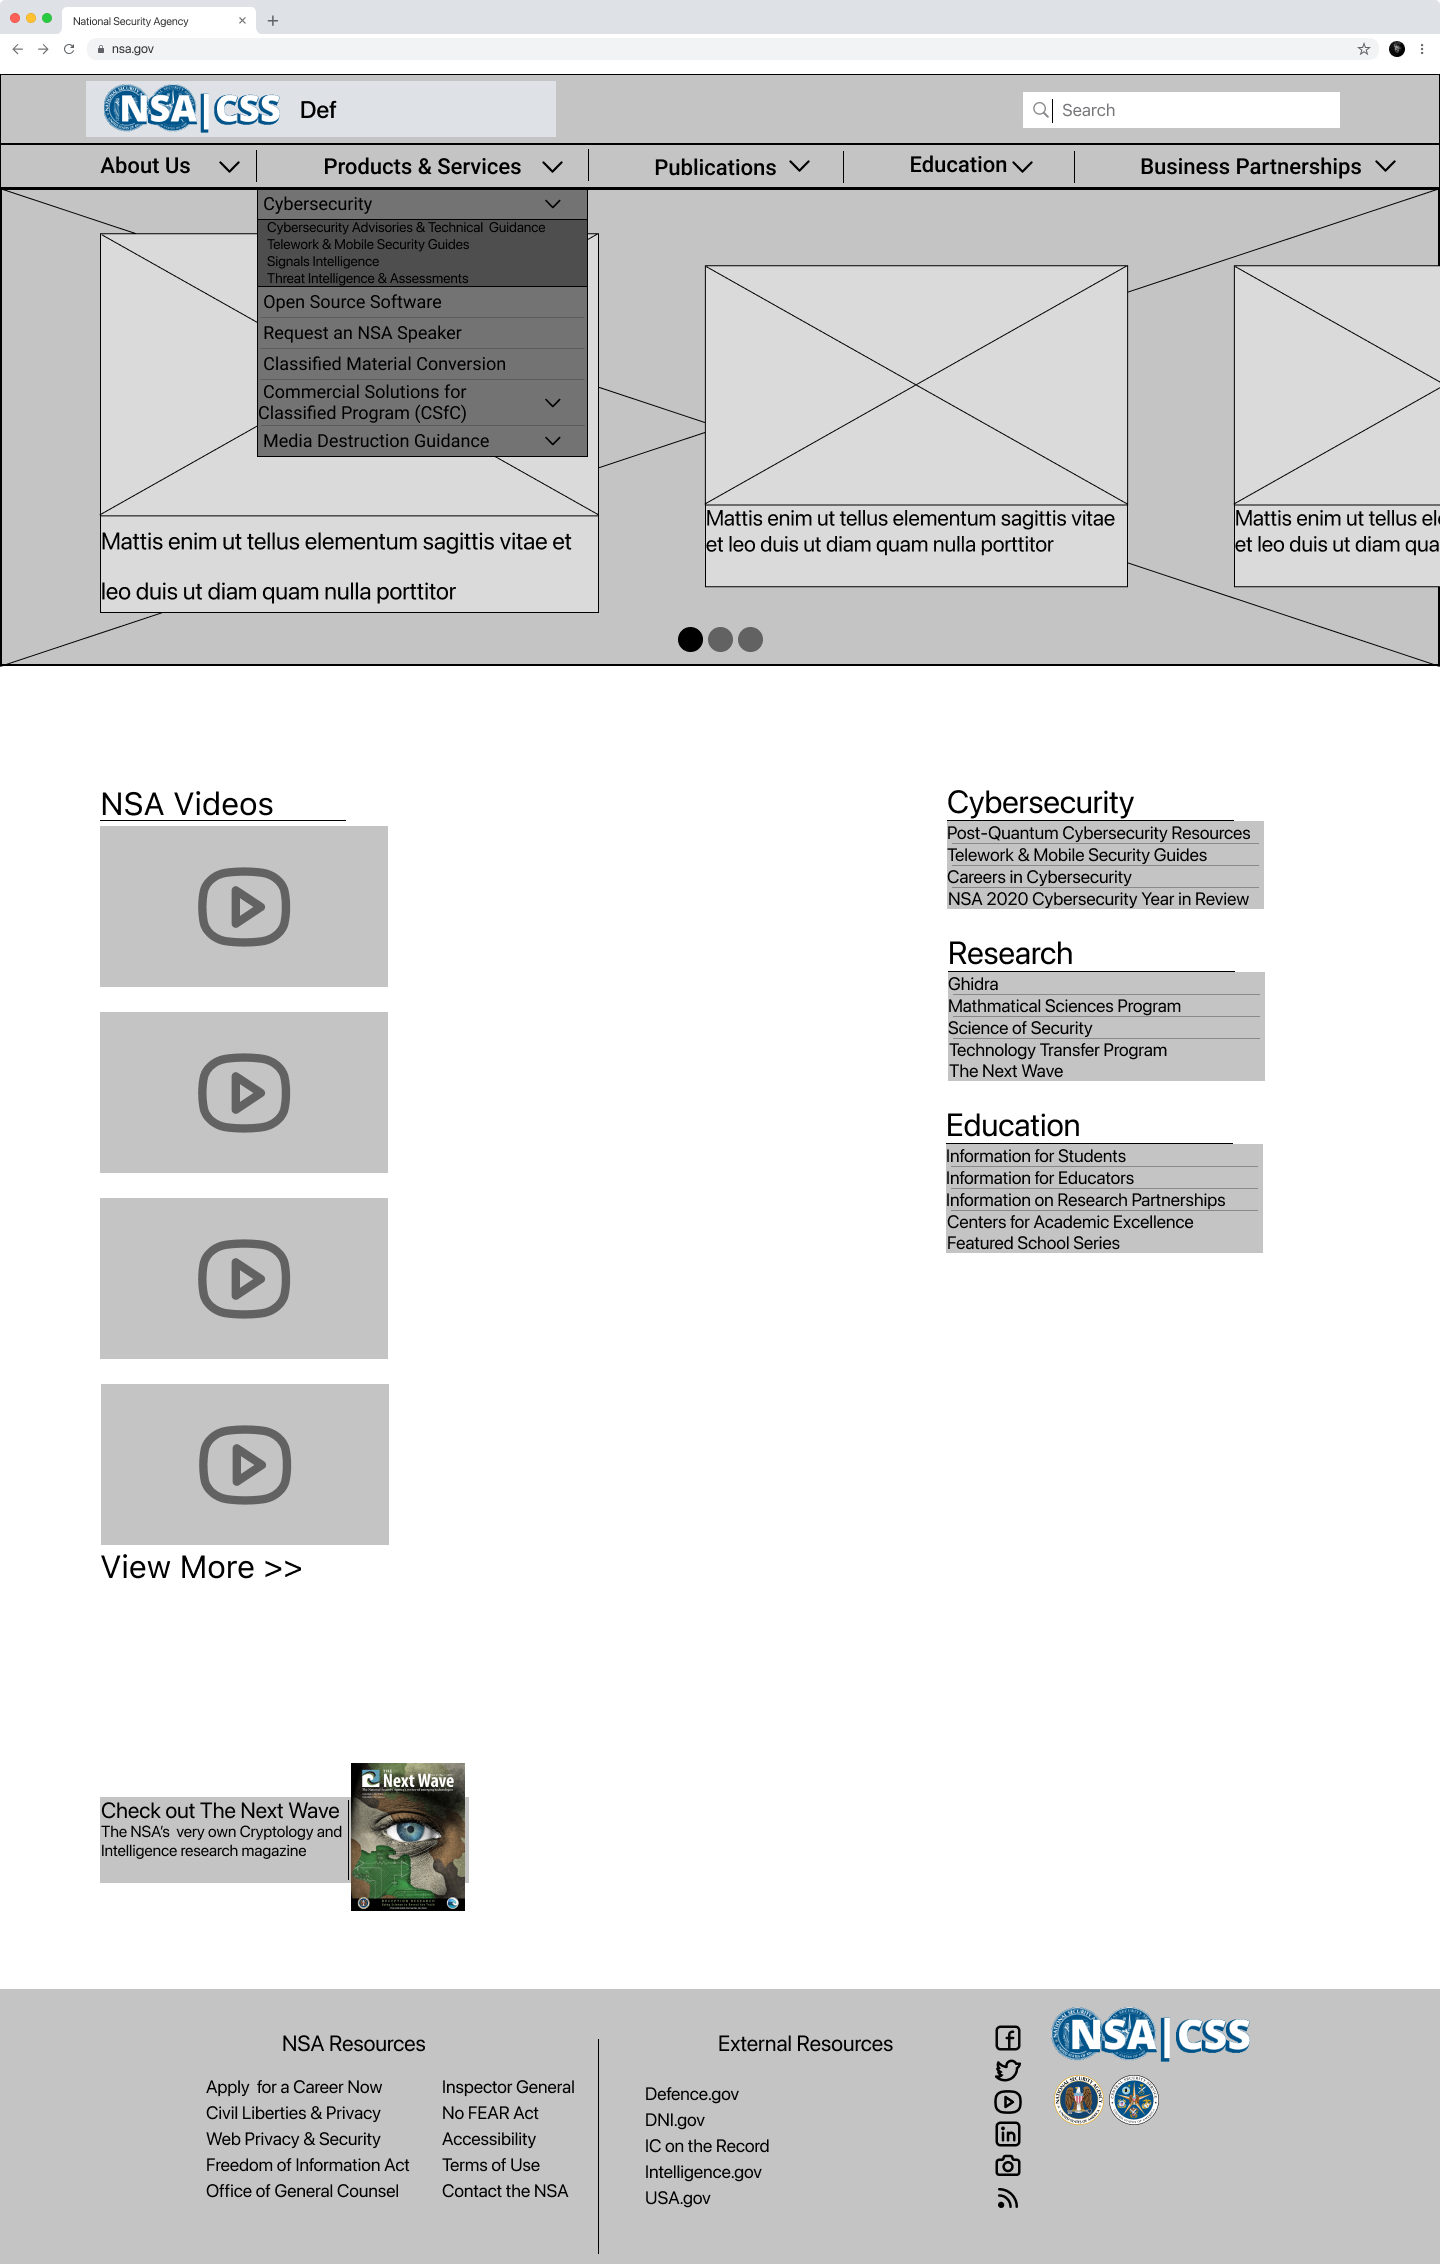 National Security Agency
nsa.gov
NSA|CSS
Def
Search
About Us
Products & Services
Publications
Education
Business Partnerships
Cybersecurity
Cybersecurity Advisories & Technical  Guidance
Telework & Mobile Security Guides
Signals Intelligence
Threat Intelligence & Assessments
Open Source Software
Request an NSA Speaker
Classified Material Conversion
Commercial Solutions for
Classified Program (CSfC)
Media Destruction Guidance
Mattis enim ut tellus elementum sagittis vitae et
leo duis ut diam quam nulla porttitor
Mattis enim ut tellus elementum sagittis vitae
et leo duis ut diam quam nulla porttitor
Mattis enim ut tellus
et leo duis ut diam
NSA Videos
View More >>
Cybersecurity
Post-Quantum Cybersecurity Resources
Telework & Mobile Security Guides
Careers in Cybersecurity
NSA 2020 Cybersecurity Year in Review
Research
Ghidra
Mathmatical Sciences Program
Science of Security
Technology Transfer Program
The Next Wave
Education
Information for Students
Information for Educators
Information on Research Partnerships
Centers for Academic Excellence
Featured School Series
Check out The Next Wave
The NSA's  very own Cryptology and
Intelligence research magazine
THE
Next Wave
NSA Resources
Apply  for a Career Now
Civil Liberties & Privacy
Web Privacy & Security
Freedom of Information Act
Office of General Counsel
Inspector General
No FEAR Act
Accessibility
Terms of Use
Contact the NSA
External Resources
Defence.gov
DNI.gov
IC on the Record
Intelligence.gov
USA.gov
NSA|CSS